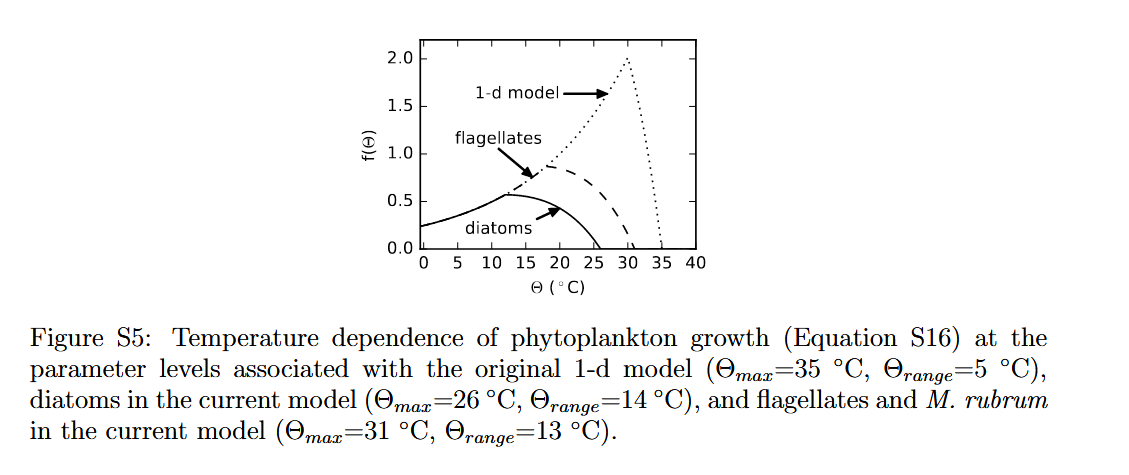 2.0
1.5
1.0
0.5
0.0
f(Θ)
1-d model
flagellates
diatoms
0 5 10 15 20 25 30 35 40
Θ (°C)
Figure S5: Temperature dependence of phytoplankton growth (Equation S16) at the
parameter levels associated with the original 1-d model (Θmax=35 °C, Θrange=5 °C),
diatoms in the current model (Θmax=26 °C, Θrange=14 °C), and flagellates and M. rubrum
in the current model (Θmax=31 °C, Θrange=13 °C).